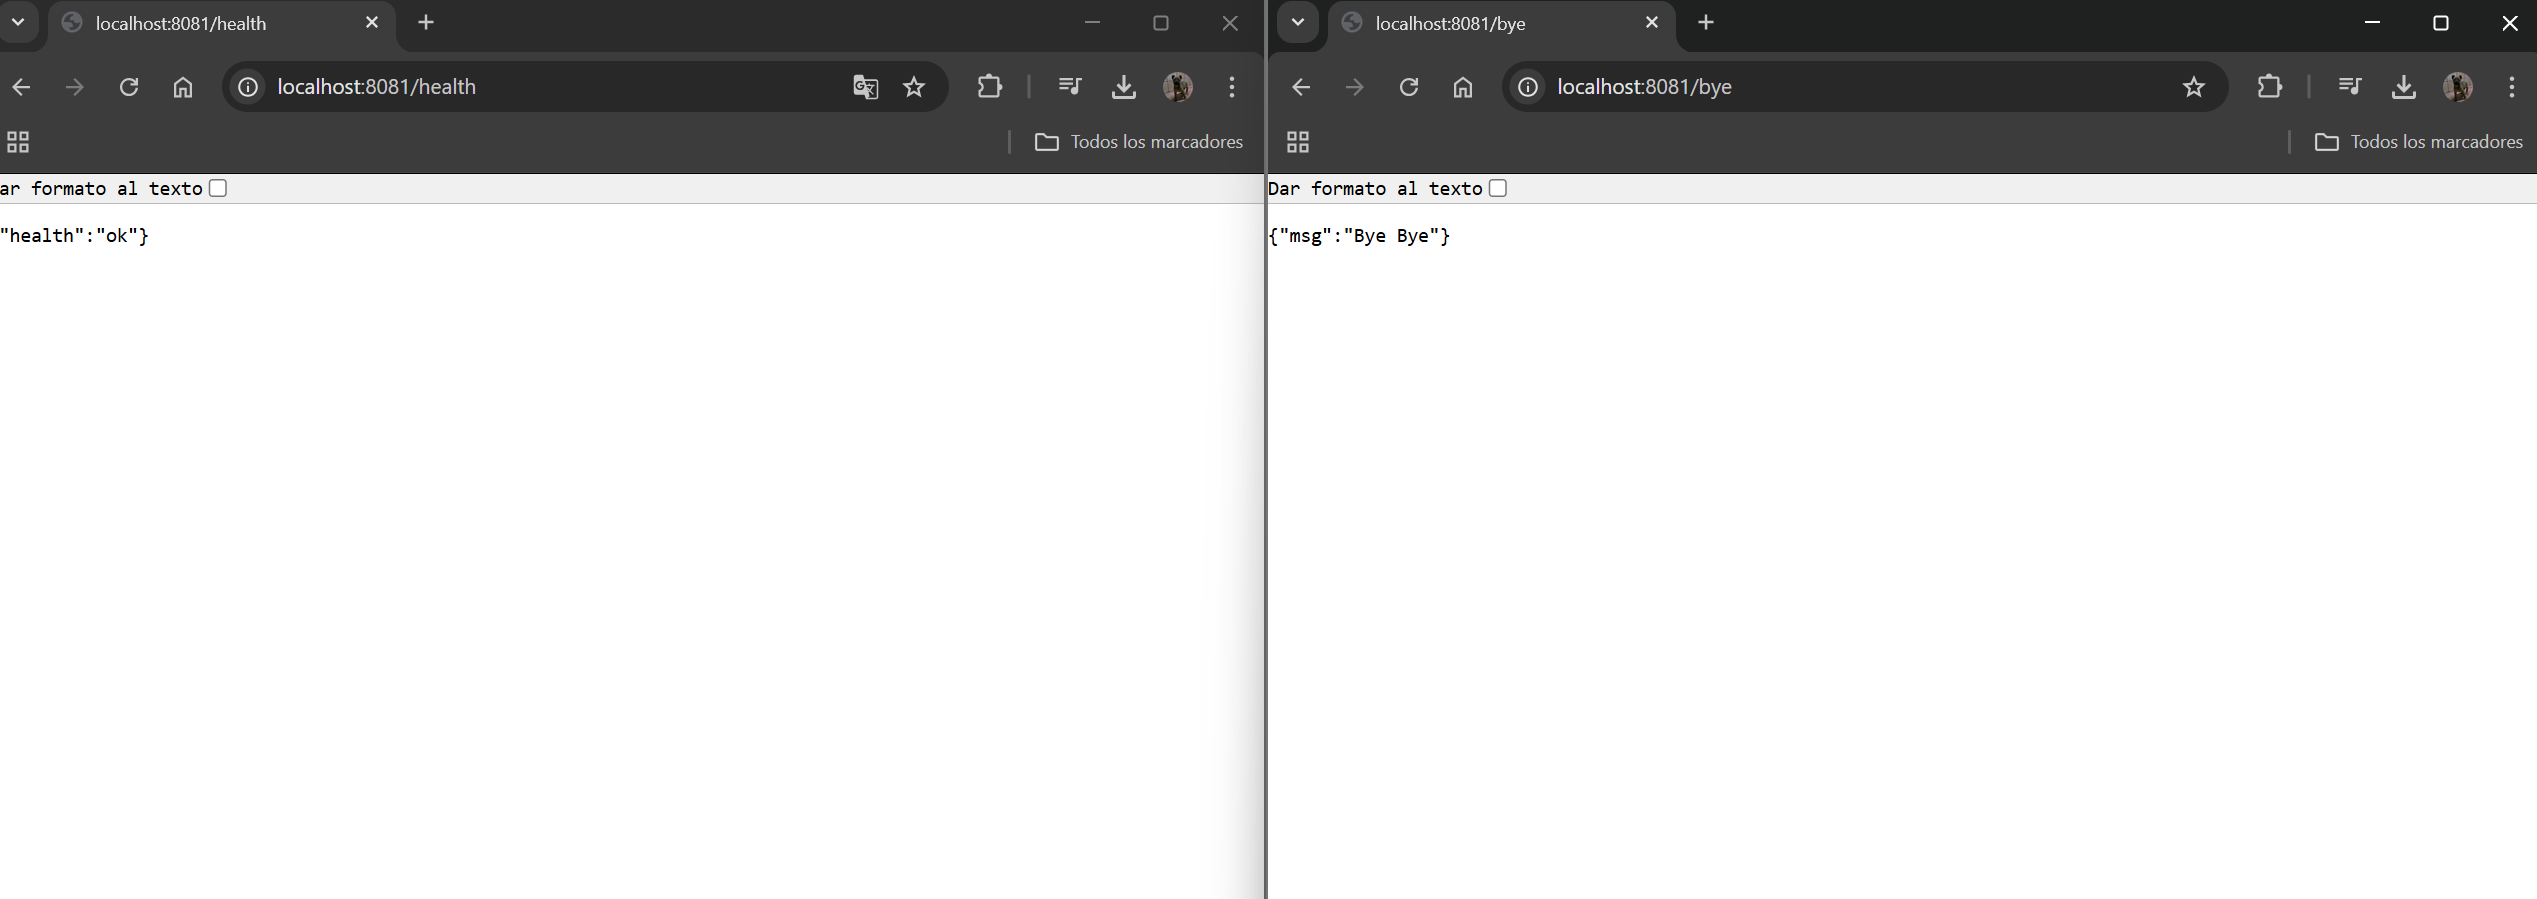 localhost:8081/health
localhost:8081/health
Todos los marcadores
ar formato al texto
"health":"ok"}
localhost:8081/bye
localhost:8081/bye
Todos los marcadores
Dar formato al texto
{"msg":"Bye Bye"}